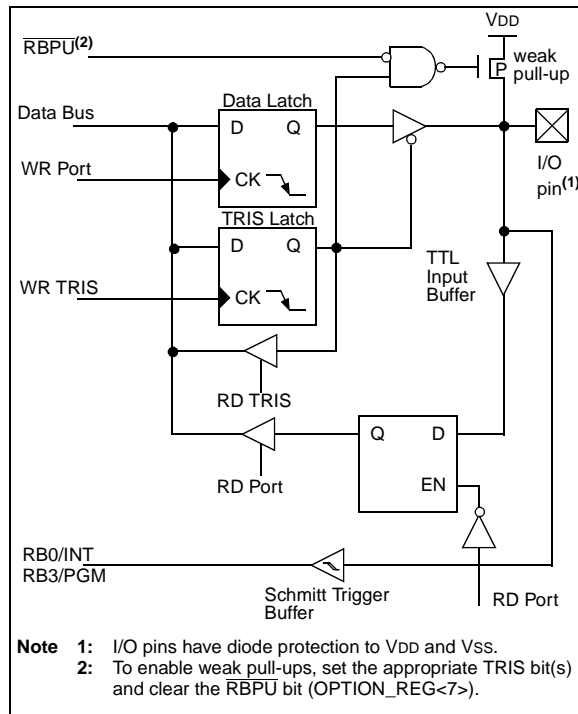 VDD
RBPU(2)
weak
pull-up
P
Data Bus
Data Latch
D Q
I/O
pin(1)
WR Port
CK
TRIS Latch
D Q
TTL
Input
Buffer
WR TRIS
CK
RD TRIS
Q D
EN
RD Port
RB0/INT
RB3/PGM
Schmitt Trigger
Buffer
RD Port
Note 1: I/O pins have diode protection to VDD and VSS.
2: To enable weak pull-ups, set the appropriate TRIS bit(s)
and clear the RBPU bit (OPTION_REG<7>).